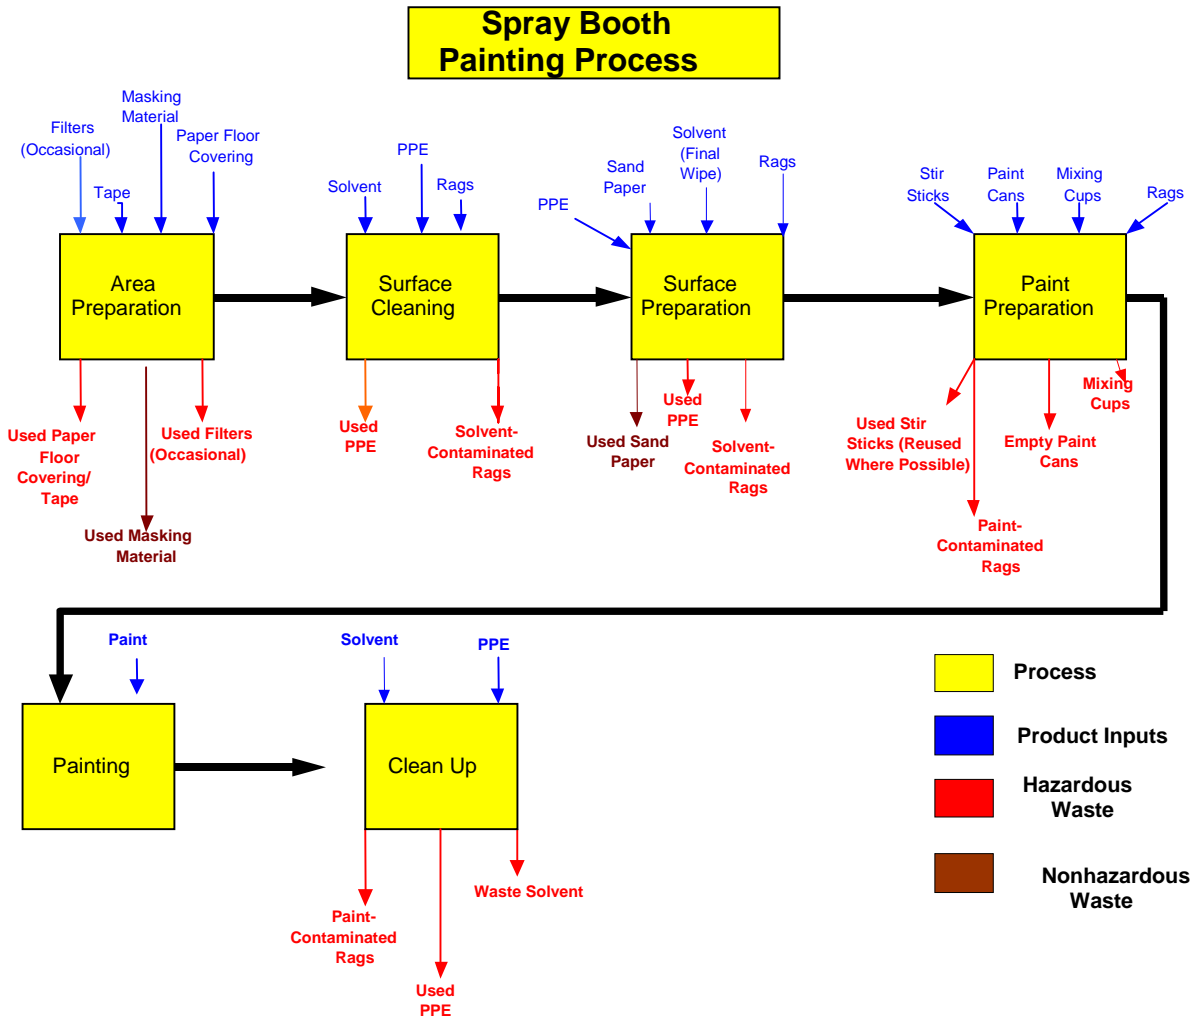 Spray Booth
Painting Process
Filters
(Occasional)
Tape
Masking
Material
Paper Floor
Covering
Solvent
PPE
Rags
PPE
Sand
Paper
Solvent
(Final
Wipe)
Rags
Stir
Sticks
Paint
Cans
Mixing
Cups
Rags
Area
Preparation
Surface
Cleaning
Surface
Preparation
Paint
Preparation
Used Paper
Floor
Covering/
Tape
Used Masking
Material
Used Filters
(Occasional)
Used
PPE
Solvent-
Contaminated
Rags
Used Sand
Paper
Used
PPE
Solvent-
Contaminated
Rags
Used Stir
Sticks (Reused
Where Possible)
Paint-
Contaminated
Rags
Empty Paint
Cans
Mixing
Cups
Paint
Solvent
PPE
Painting
Clean Up
Paint-
Contaminated
Rags
Used
PPE
Waste Solvent
Process
Product Inputs
Hazardous
Waste
Nonhazardous
Waste